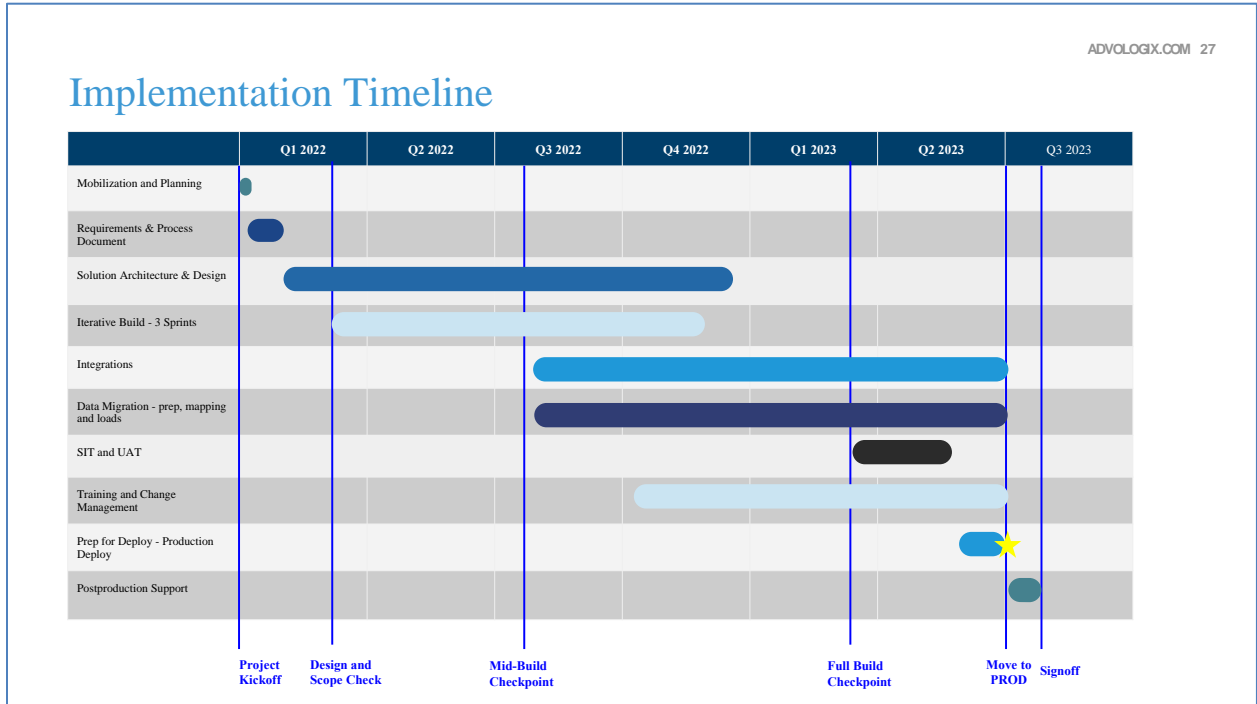 ADVOLOGIX.COM 27
Implementation Timeline
Q1 2022 Q2 2022 Q3 2022 Q4 2022 Q1 2023 Q2 2023 Q3 2023
Mobilization and Planning
Requirements & Process
Document
Solution Architecture & Design
Iterative Build - 3 Sprints
Integrations
Data Migration - prep, mapping
and loads
SIT and UAT
Training and Change
Management
Prep for Deploy - Production
Deploy
Postproduction Support
Project
Kickoff
Design and
Scope Check
Mid-Build
Checkpoint
Full Build
Checkpoint
Move to
PROD
Signoff